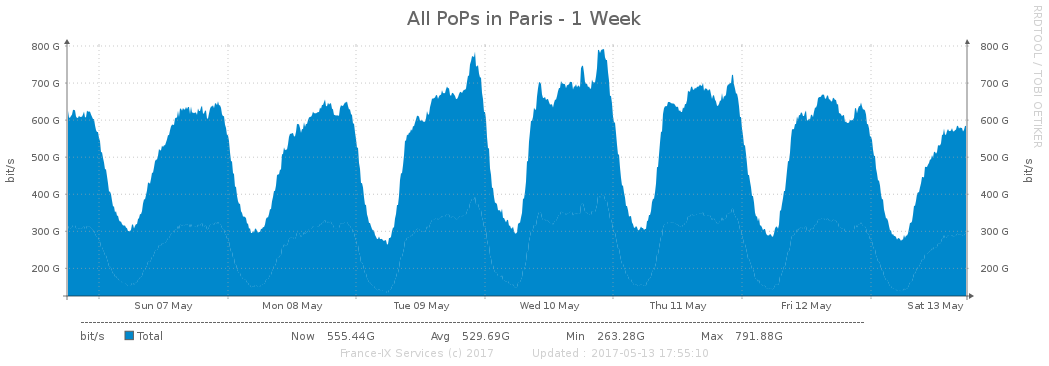 All PoPs in Paris - 1 Week
RRDTOOL / TOBI OETIKER
bit/s
800 G
700 G
600 G
500 G
400 G
300 G
200 G
800 G
700 G
600 G
500 G
400 G
300 G
200 G
bit/s
Sun 07 May Mon 08 May Tue 09 May Wed 10 May Thu 11 May Fri 12 May Sat 13 May
bit/s Total Now 555.44G Avg 529.69G Min 263.28G Max 791.88G
France-IX Services (c) 2017 Updated : 2017-05-13 17:55:10